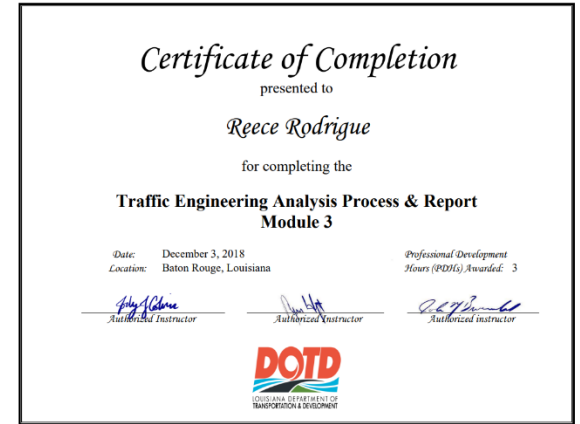 Certificate of Completion
presented to
Reece Rodrigue
for completing the
Traffic Engineering Analysis Process & Report
Module 3
Date: December 3, 2018
Location: Baton Rouge, Louisiana
Professional Development
Hours (PDHs) Awarded: 3
Authorized Instructor
Authorized Instructor
Authorized instructor
DOTD
LOUISIANA DEPARTMENT OF
TRANSPORTATION & DEVELOPMENT